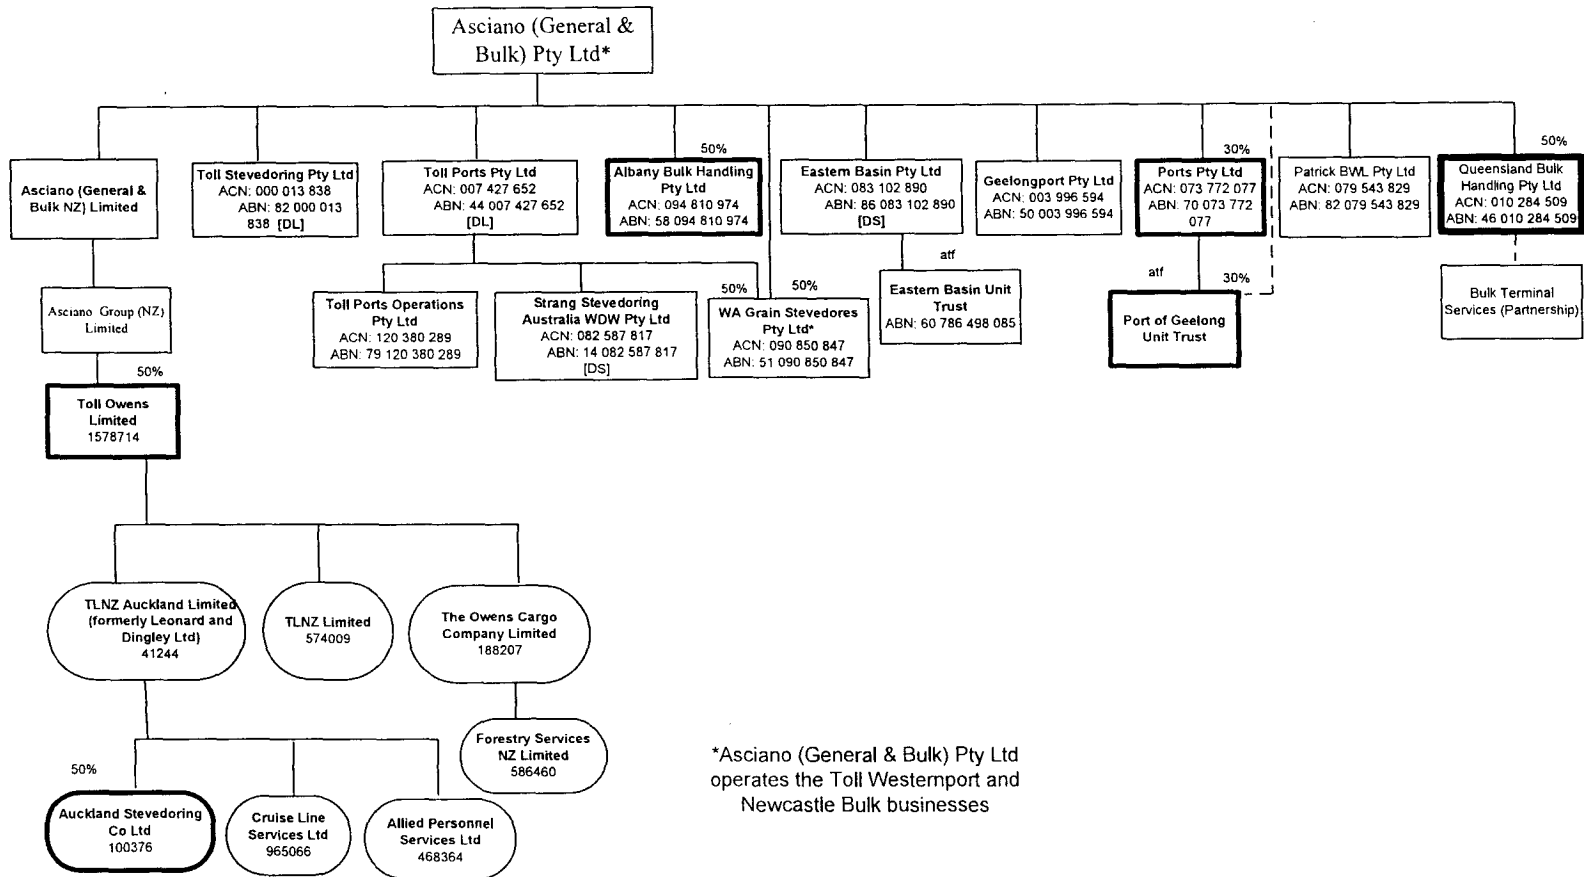 Asciano (General &
Bulk) Pty Ltd*
Asciano (General &
Bulk NZ) Limited
Toll Stevedoring Pty Ltd
ACN: 000 013 838
ABN: 82 000 013
838 [DL]
Toll Ports Pty Ltd
ACN: 007 427 652
ABN: 44 007 427 652
[DL]
50%
Albany Bulk Handling
Pty Ltd
ACN: 094 810 974
ABN: 58 094 810 974
Eastern Basin Pty Ltd
ACN: 083 102 890
ABN: 86 083 102 890
[DS]
Geelongport Pty Ltd
ACN: 003 996 594
ABN: 50 003 996 594
30%
Ports Pty Ltd
ACN: 073 772 077
ABN: 70 073 772
077
Patrick BWL Pty Ltd
ACN: 079 543 829
ABN: 82 079 543 829
50%
Queensland Bulk
Handling Pty Ltd
ACN: 010 284 509
ABN: 46 010 284 509
Asciano Group (NZ)
Limited
Toll Ports Operations
Pty Ltd
ACN: 120 380 289
ABN: 79 120 380 289
Strang Stevedoring
Australia WDW Pty Ltd
ACN: 082 587 817
ABN: 14 082 587 817
[DS]
50%
50%
WA Grain Stevedores
Pty Ltd*
ACN: 090 850 847
ABN: 51 090 850 847
atf
Eastern Basin Unit
Trust
ABN: 60 786 498 085
atf
30%
Port of Geelong
Unit Trust
Bulk Terminal
Services (Partnership)
50%
Toll Owens
Limited
1578714
TLNZ Auckland Limited
(formerly Leonard and
Dingley Ltd)
41244
TLNZ Limited
574009
The Owens Cargo
Company Limited
188207
Forestry Services
NZ Limited
586460
50%
Auckland Stevedoring
Co Ltd
100376
Cruise Line
Services Ltd
965066
Allied Personnel
Services Ltd
468364
*Asciano (General & Bulk) Pty Ltd
operates the Toll Westernport and
Newcastle Bulk businesses